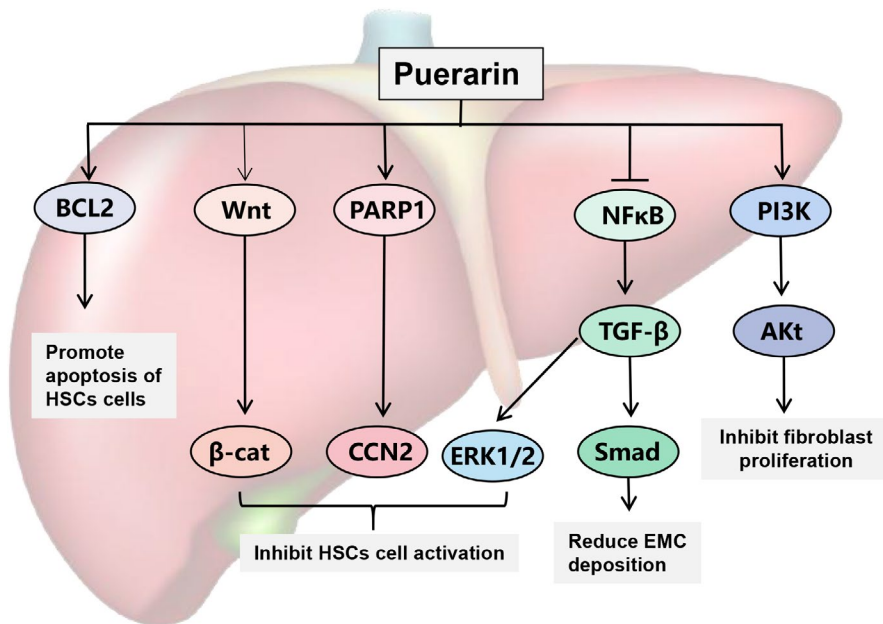 Puerarin
BCL2
Wnt
PARP1
NFκB
PI3K
TGF-β
AKt
Promote
apoptosis of
HSCs cells
β-cat
CCN2
ERK1/2
Smad
Inhibit fibroblast
proliferation
Inhibit HSCs cell activation
Reduce EMC
deposition